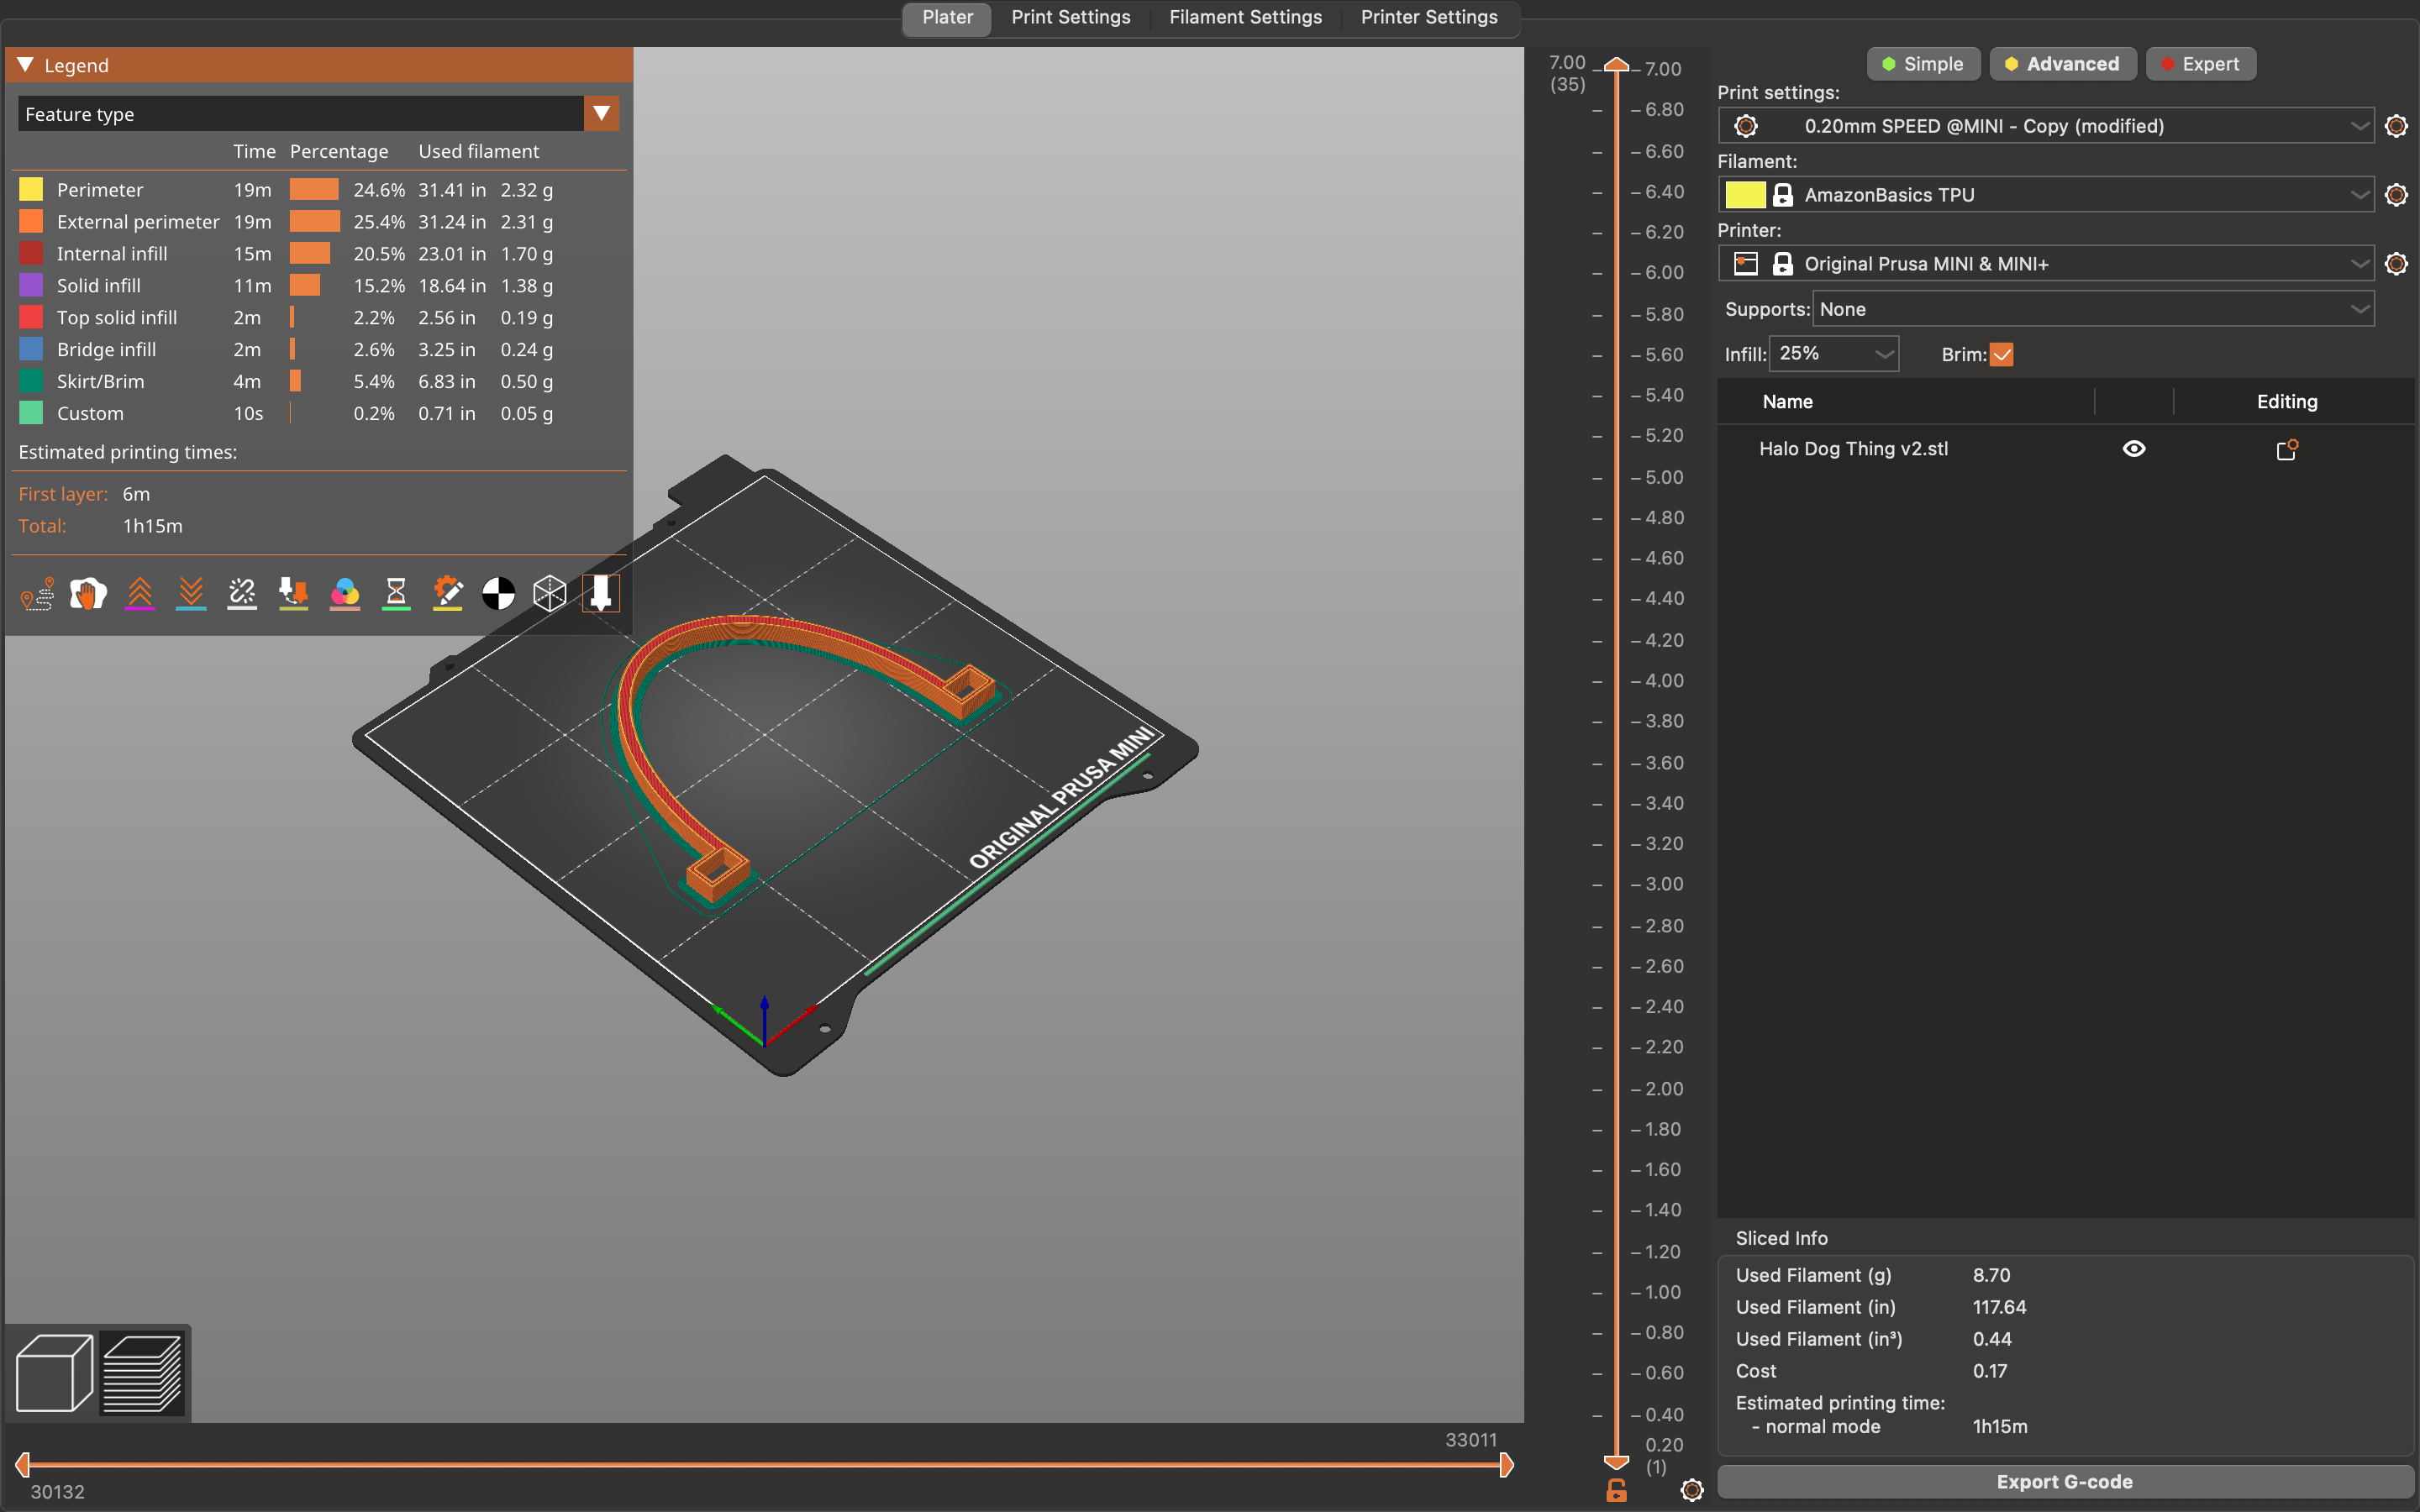 Plater Print Settings Filament Settings Printer Settings
Legend
Feature type
Time Percentage Used filament
Perimeter 19m 24.6% 31.41 in 2.32 g
External perimeter 19m 25.4% 31.24 in 2.31 g
Internal infill 15m 20.5% 23.01 in 1.70 g
Solid infill 11m 15.2% 18.64 in 1.38 g
Top solid infill 2m 2.2% 2.56 in 0.19 g
Bridge infill 2m 2.6% 3.25 in 0.24 g
Skirt/Brim 4m 5.4% 6.83 in 0.50 g
Custom 10s 0.2% 0.71 in 0.05 g
Estimated printing times:
First layer: 6m
Total: 1h15m
ORIGINAL PRUSA MINI
33011
30132
7.00
(35)
7.00
6.80
6.60
6.40
6.20
6.00
5.80
5.60
5.40
5.20
5.00
4.80
4.60
4.40
4.20
4.00
3.80
3.60
3.40
3.20
3.00
2.80
2.60
2.40
2.20
2.00
1.80
1.60
1.40
1.20
1.00
0.80
0.60
0.40
0.20
(1)
Simple Advanced Expert
Print settings:
0.20mm SPEED @MINI - Copy (modified)
Filament:
AmazonBasics TPU
Printer:
Original Prusa MINI & MINI+
Supports: None
Infill: 25% Brim:
Name Editing
Halo Dog Thing v2.stl
Sliced Info
Used Filament (g) 8.70
Used Filament (in) 117.64
Used Filament (in³) 0.44
Cost 0.17
Estimated printing time:
- normal mode 1h15m
Export G-code